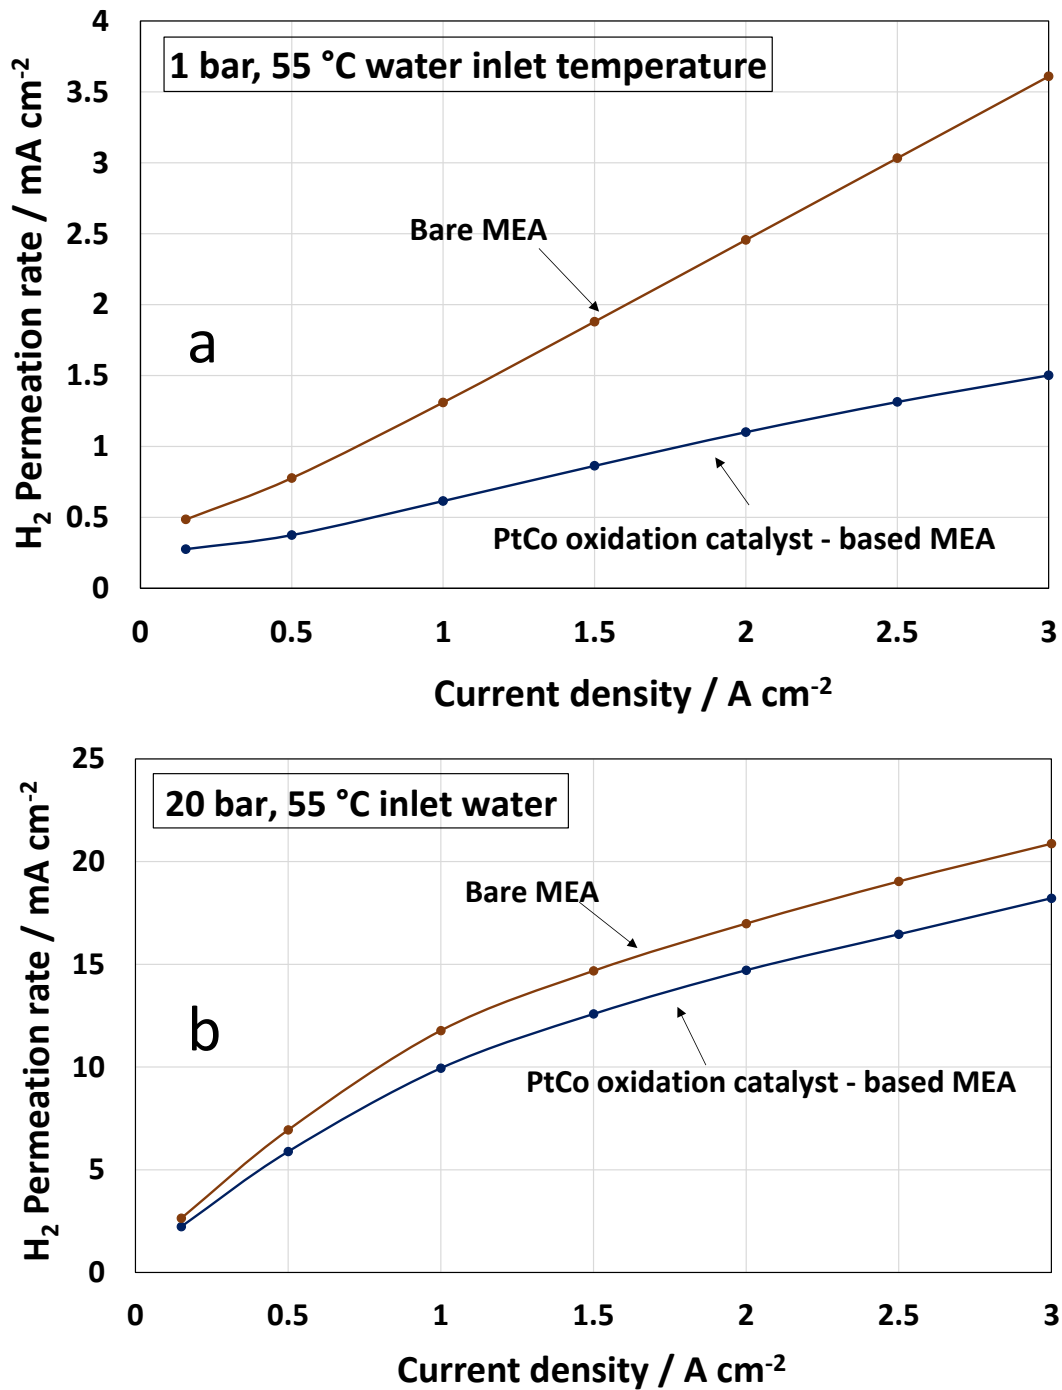 4
1 bar, 55 °C water inlet temperature
3.5
3
2.5
Bare MEA
2
a
1.5
1
0.5
PtCo oxidation catalyst - based MEA
0
H₂ Permeation rate / mA cm⁻²
0 0.5 1 1.5 2 2.5 3
Current density / A cm⁻²
25
20 bar, 55 °C inlet water
20
Bare MEA
15
b
10
PtCo oxidation catalyst - based MEA
5
0
H₂ Permeation rate / mA cm⁻²
0 0.5 1 1.5 2 2.5 3
Current density / A cm⁻²